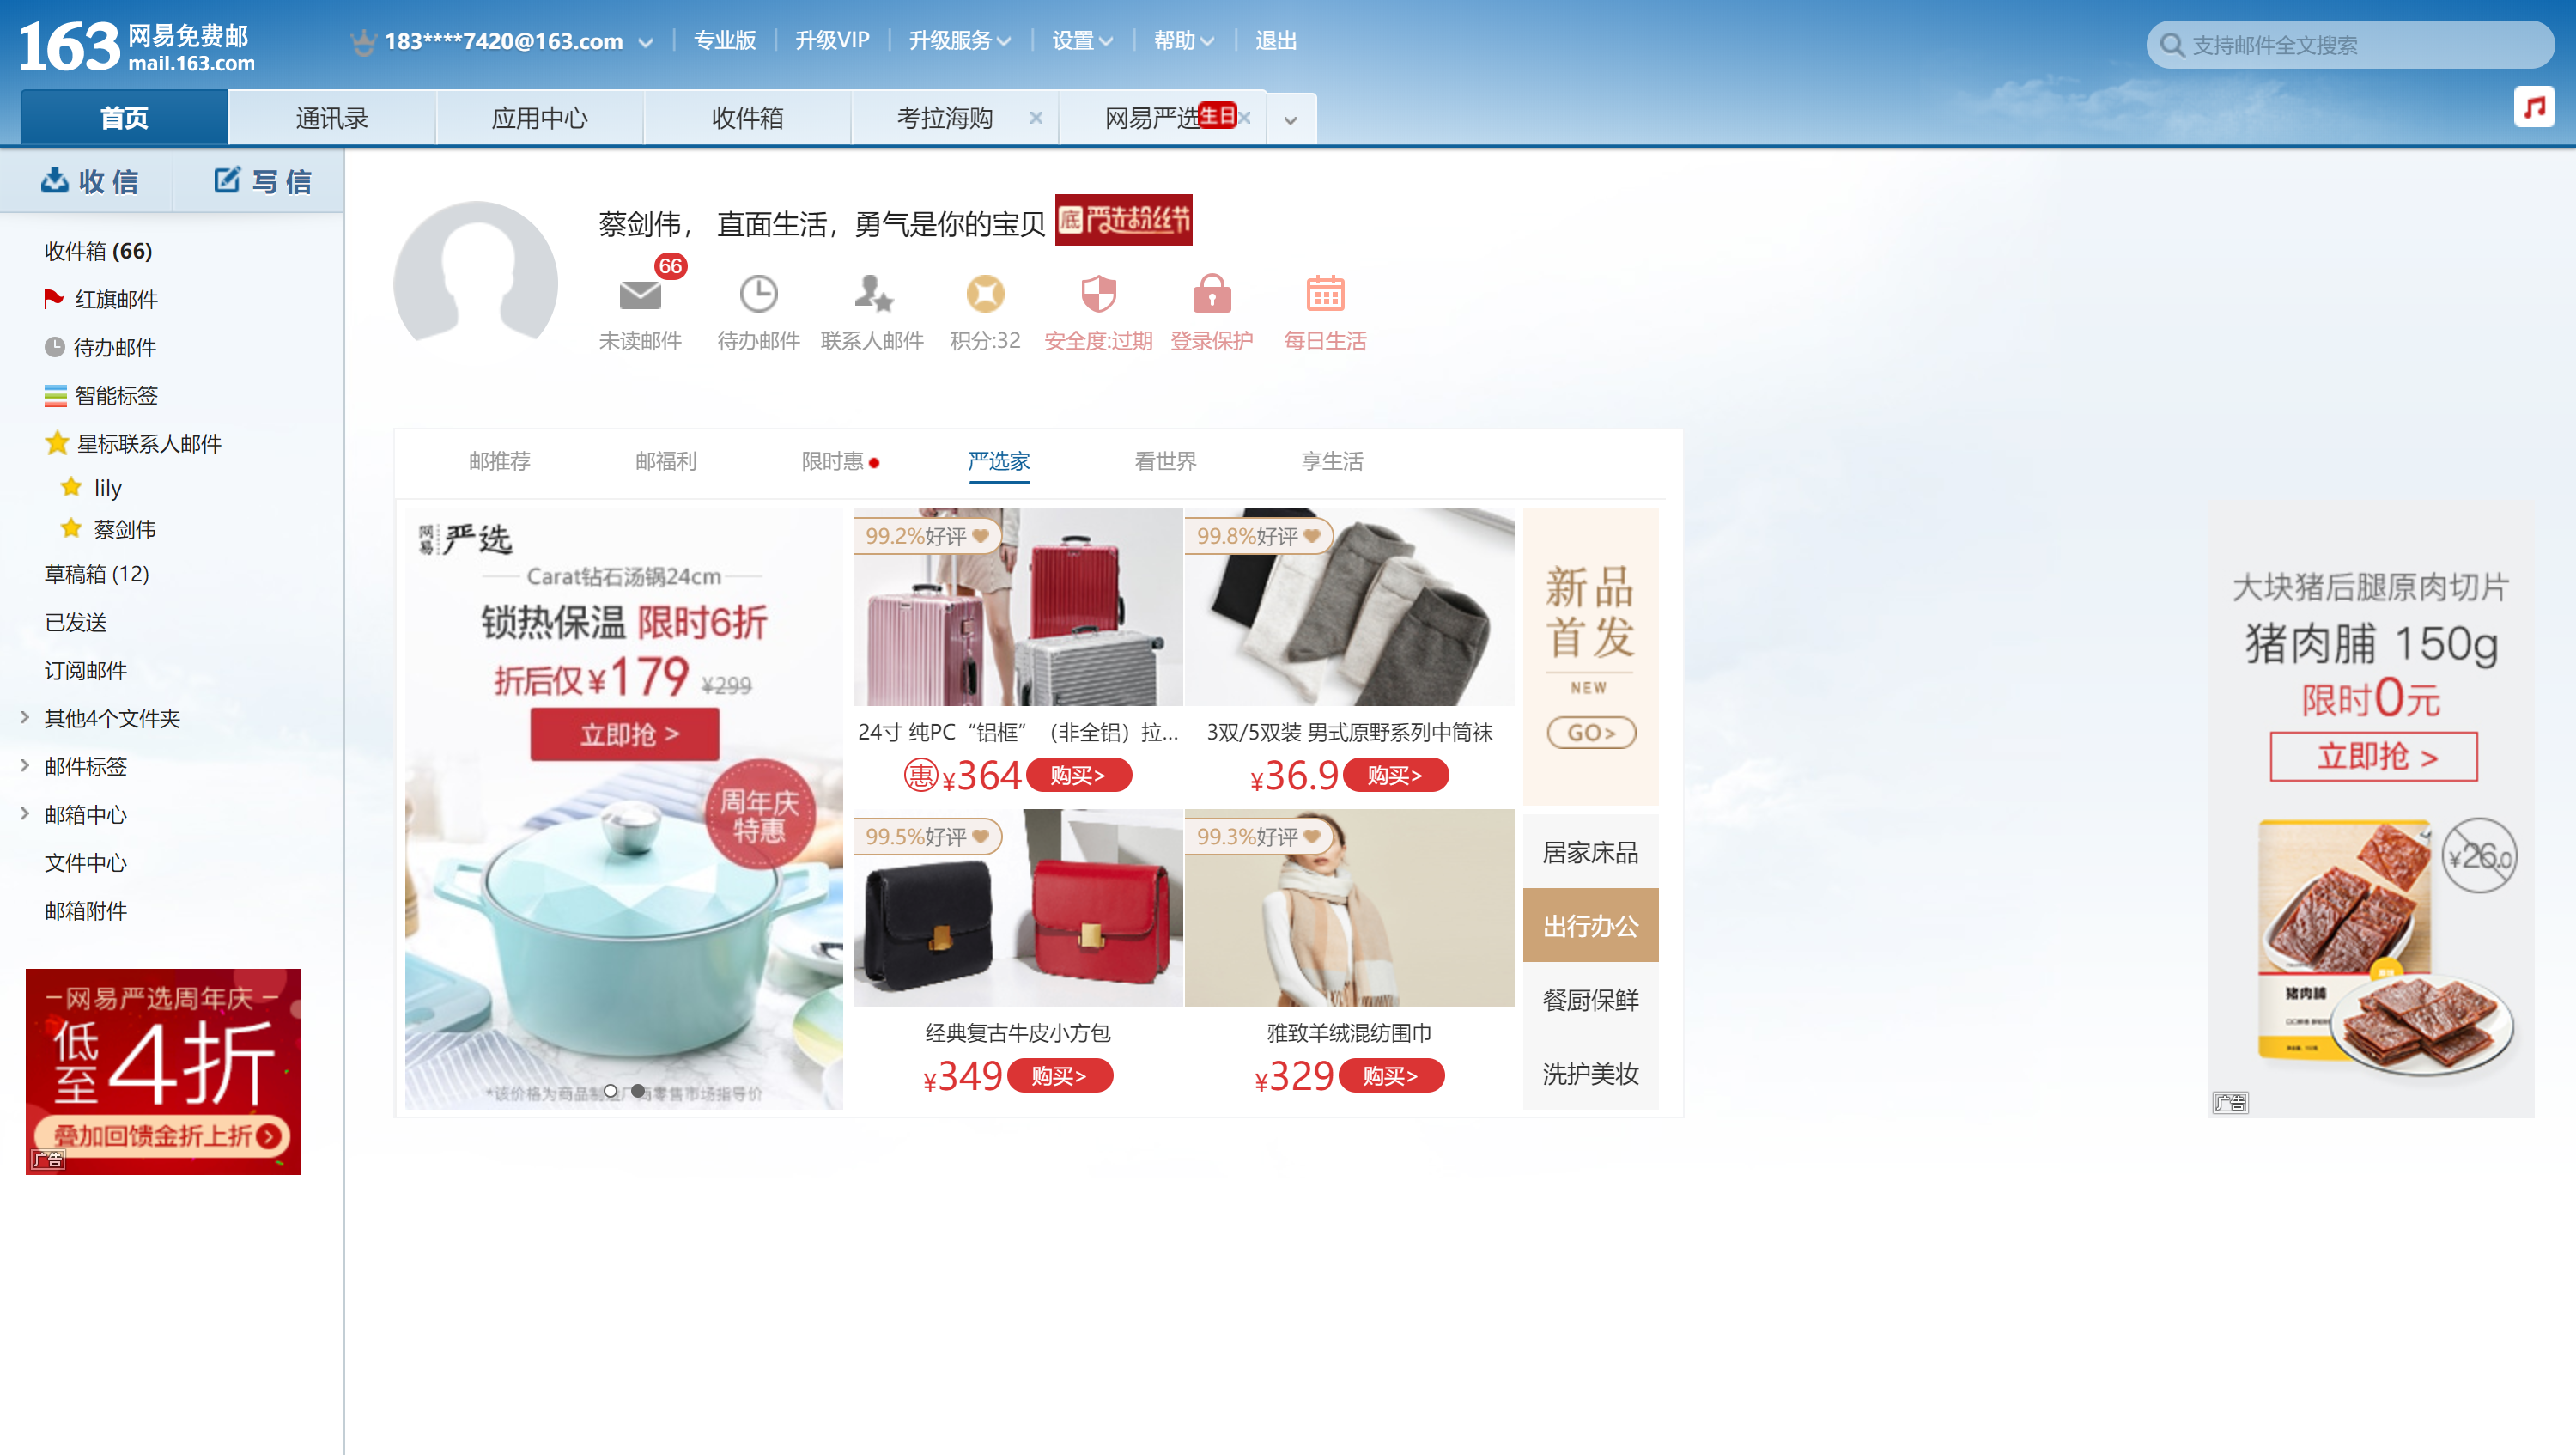 163 网易免费邮
mail.163.com
183****7420@163.com
专业版
升级VIP
升级服务
设置
帮助
退出
支持邮件全文搜索
首页
通讯录
应用中心
收件箱
考拉海购
网易严选
生日
收信
写信
收件箱 (66)
红旗邮件
待办邮件
智能标签
星标联系人邮件
lily
蔡剑伟
草稿箱 (12)
已发送
订阅邮件
其他4个文件夹
邮件标签
邮箱中心
文件中心
邮箱附件
网易严选周年庆
低至4折
叠加回馈金折上折
广告
蔡剑伟， 直面生活，勇气是你的宝贝
底 严选粉丝节
66
未读邮件
待办邮件
联系人邮件
积分:32
安全度:过期
登录保护
每日生活
邮推荐
邮福利
限时惠
严选家
看世界
享生活
网易严选
Carat钻石汤锅24cm
锁热保温 限时6折
折后仅¥179 ¥299
立即抢 >
周年庆
特惠
*该价格为商品制造厂商零售市场指导价
99.2%好评
24寸 纯PC“铝框”（非全铝）拉...
惠 ¥364 购买>
99.8%好评
3双/5双装 男式原野系列中筒袜
¥36.9 购买>
99.5%好评
经典复古牛皮小方包
¥349 购买>
99.3%好评
雅致羊绒混纺围巾
¥329 购买>
新品
首发
NEW
GO>
居家床品
出行办公
餐厨保鲜
洗护美妆
大块猪后腿原肉切片
猪肉脯 150g
限时0元
立即抢 >
¥26.0
猪肉脯
广告